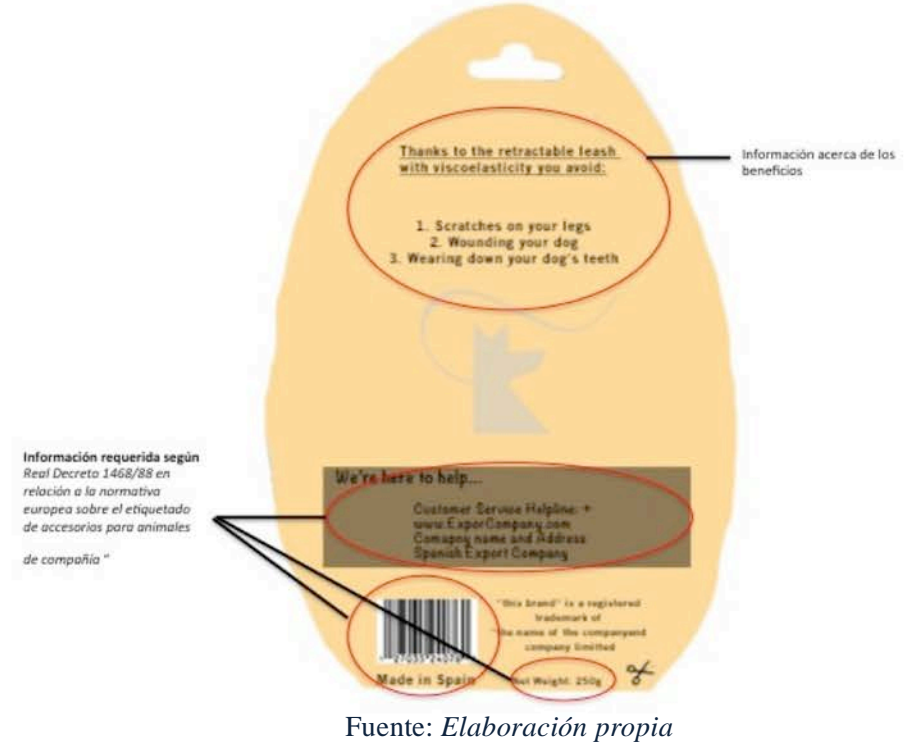 Thanks to the retractable leash
with viscoelasticity you avoid:
1. Scratches on your legs
2. Wounding your dog
3. Wearing down your dog's teeth
Información acerca de los
beneficios
Información requerida según
Real Decreto 1468/88 en
relación a la normativa
europea sobre el etiquetado
de accesorios para animales
de compañía "
We're here to help...
Customer Service Helpline: +
www.ExporCompany.com
Comapny name and Address
Spanish Export Company
"this brand" is a registered
trademark of
"the name of the companyand
company limitted
Made in Spain
Net Weight: 250g
Fuente: Elaboración propia